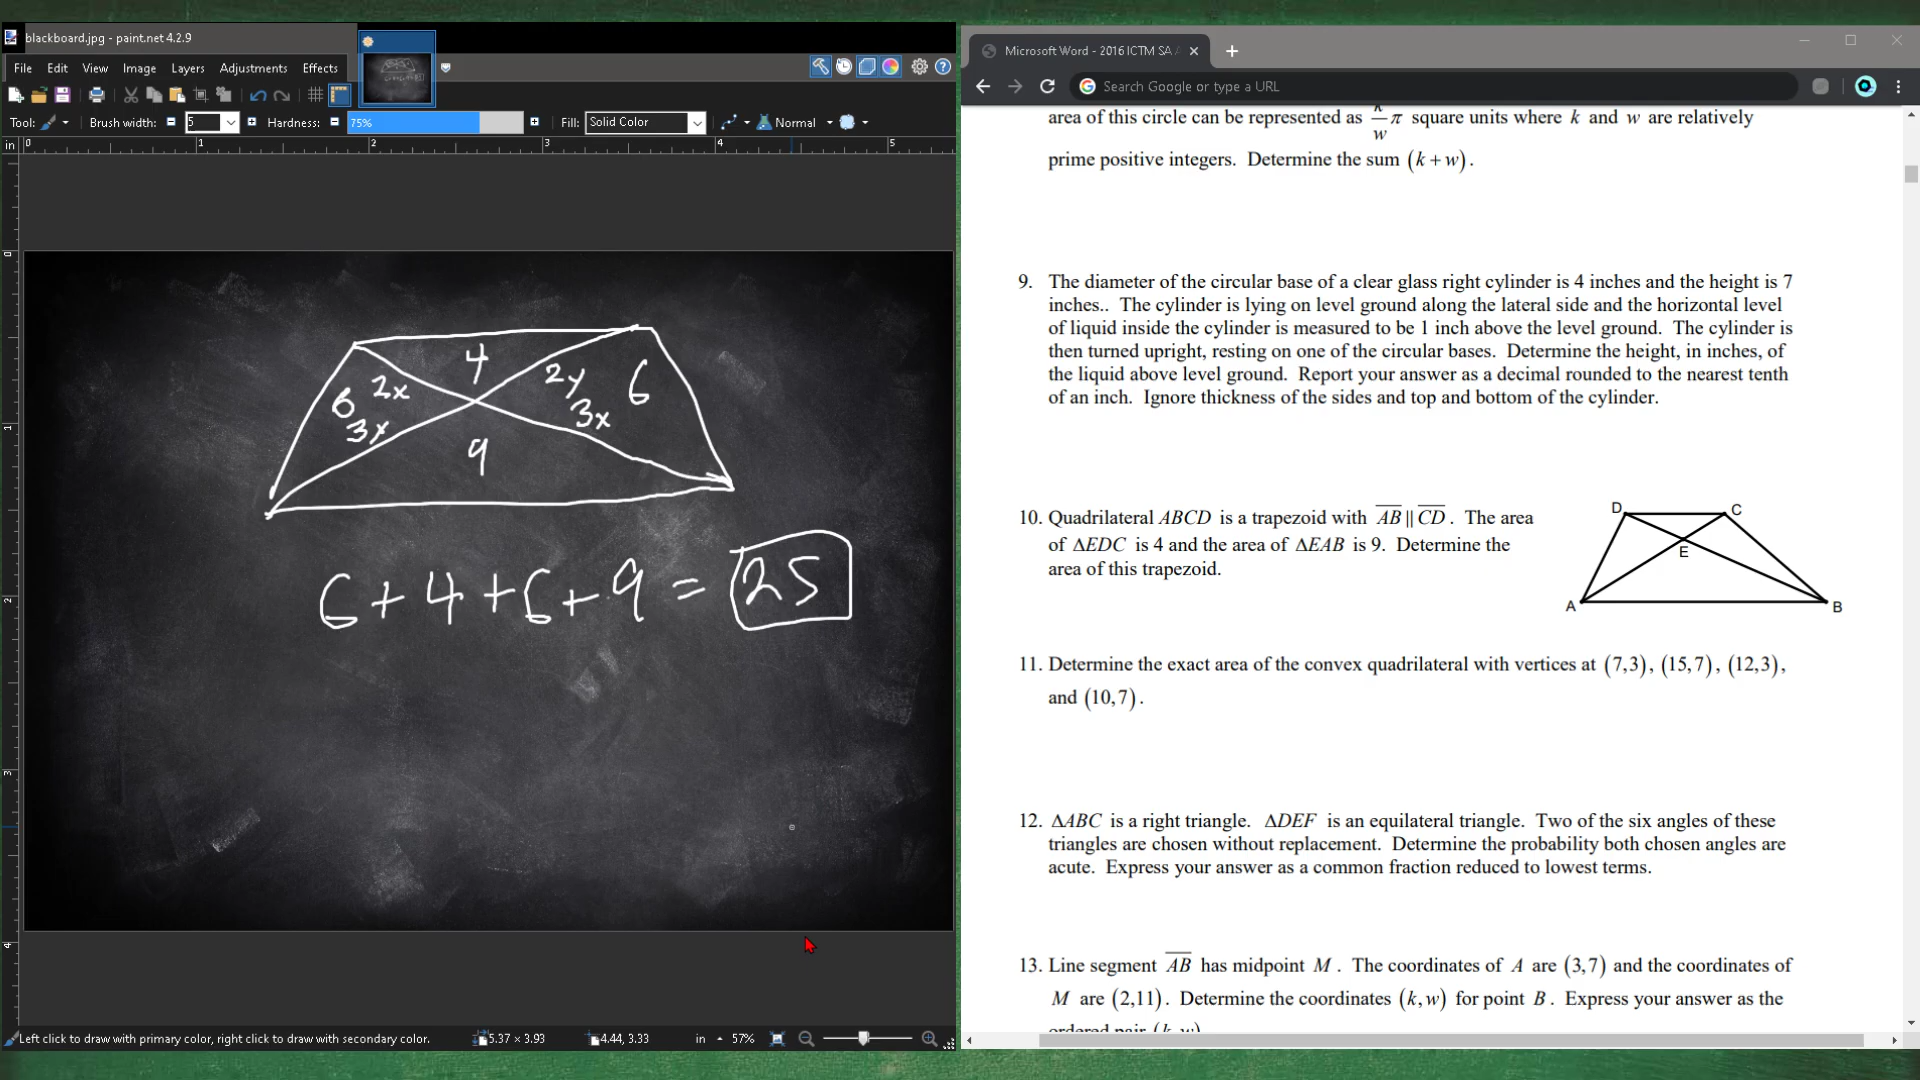 blackboard.jpg - paint.net 4.2.9
File Edit View Image Layers Adjustments Effects
Tool: Brush width: 5 Hardness: 75% Fill: Solid Color Normal
in 0 1 2 3 4 5
0
1
2
3
4
4
6 2x 2y 6
3x 3x
9
6+4+6+9 = 25
Left click to draw with primary color, right click to draw with secondary color. 5.37 × 3.93 4.44, 3.33 in 57%
Microsoft Word - 2016 ICTM SA
Search Google or type a URL
area of this circle can be represented as k/w π square units where k and w are relatively
prime positive integers. Determine the sum (k + w).
9. The diameter of the circular base of a clear glass right cylinder is 4 inches and the height is 7
inches.. The cylinder is lying on level ground along the lateral side and the horizontal level
of liquid inside the cylinder is measured to be 1 inch above the level ground. The cylinder is
then turned upright, resting on one of the circular bases. Determine the height, in inches, of
the liquid above level ground. Report your answer as a decimal rounded to the nearest tenth
of an inch. Ignore thickness of the sides and top and bottom of the cylinder.
10. Quadrilateral ABCD is a trapezoid with AB || CD. The area
of ΔEDC is 4 and the area of ΔEAB is 9. Determine the
area of this trapezoid.
D C
E
A B
11. Determine the exact area of the convex quadrilateral with vertices at (7,3), (15,7), (12,3),
and (10,7).
12. ΔABC is a right triangle. ΔDEF is an equilateral triangle. Two of the six angles of these
triangles are chosen without replacement. Determine the probability both chosen angles are
acute. Express your answer as a common fraction reduced to lowest terms.
13. Line segment AB has midpoint M. The coordinates of A are (3,7) and the coordinates of
M are (2,11). Determine the coordinates (k,w) for point B. Express your answer as the
ordered pair (k,w)